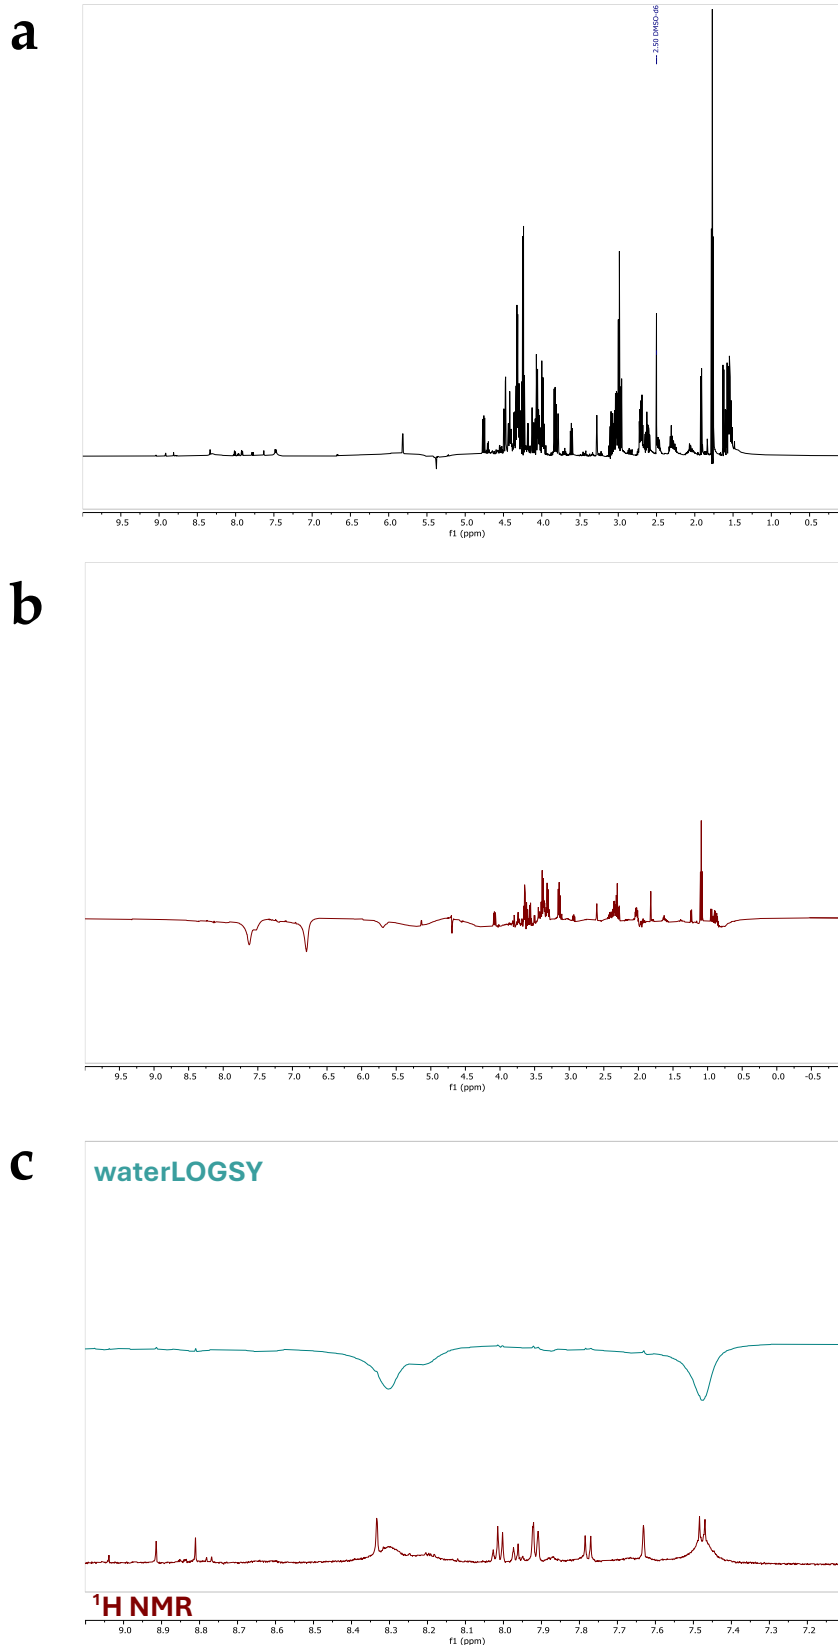 a
— 2.50 DMSO-d6
9.5 9.0 8.5 8.0 7.5 7.0 6.5 6.0 5.5 5.0 4.5 4.0 3.5 3.0 2.5 2.0 1.5 1.0 0.5
f1 (ppm)
b
9.5 9.0 8.5 8.0 7.5 7.0 6.5 6.0 5.5 5.0 4.5 4.0 3.5 3.0 2.5 2.0 1.5 1.0 0.5 0.0 -0.5
f1 (ppm)
c
waterLOGSY
¹H NMR
9.0 8.9 8.8 8.7 8.6 8.5 8.4 8.3 8.2 8.1 8.0 7.9 7.8 7.7 7.6 7.5 7.4 7.3 7.2
f1 (ppm)